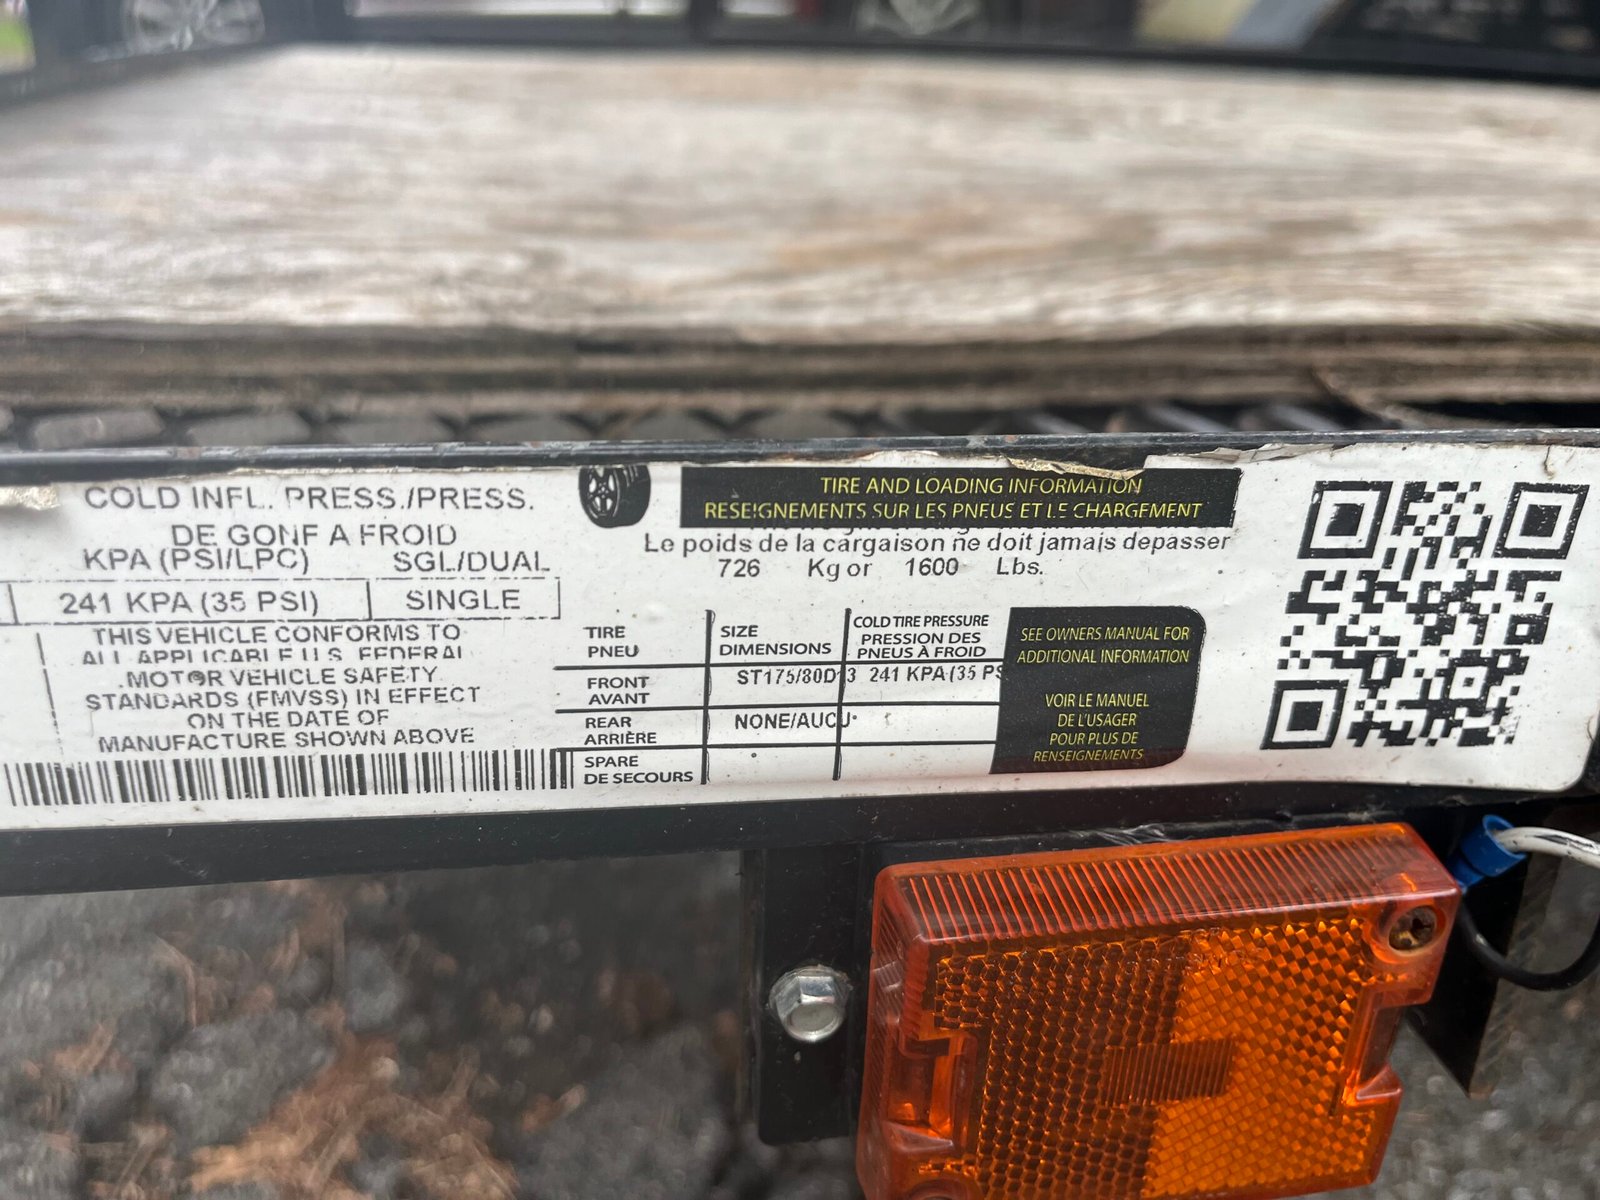 COLD INFL. PRESS./PRESS.
DE GONF A FROID
KPA (PSI/LPC) SGL/DUAL
241 KPA (35 PSI) SINGLE
THIS VEHICLE CONFORMS TO
ALL APPLICABLE U.S. FEDERAL
MOTOR VEHICLE SAFETY
STANDARDS (FMVSS) IN EFFECT
ON THE DATE OF
MANUFACTURE SHOWN ABOVE
TIRE AND LOADING INFORMATION
RESEIGNEMENTS SUR LES PNEUS ET LE CHARGEMENT
Le poids de la cargaison ne doit jamais depasser
726 Kg or 1600 Lbs.
TIRE
PNEU
SIZE
DIMENSIONS
COLD TIRE PRESSURE
PRESSION DES
PNEUS À FROID
FRONT
AVANT
ST175/80D13 241 KPA (35 PS
REAR
ARRIÈRE
NONE/AUCU
SPARE
DE SECOURS
SEE OWNERS MANUAL FOR
ADDITIONAL INFORMATION
VOIR LE MANUEL
DE L'USAGER
POUR PLUS DE
RENSEIGNEMENTS